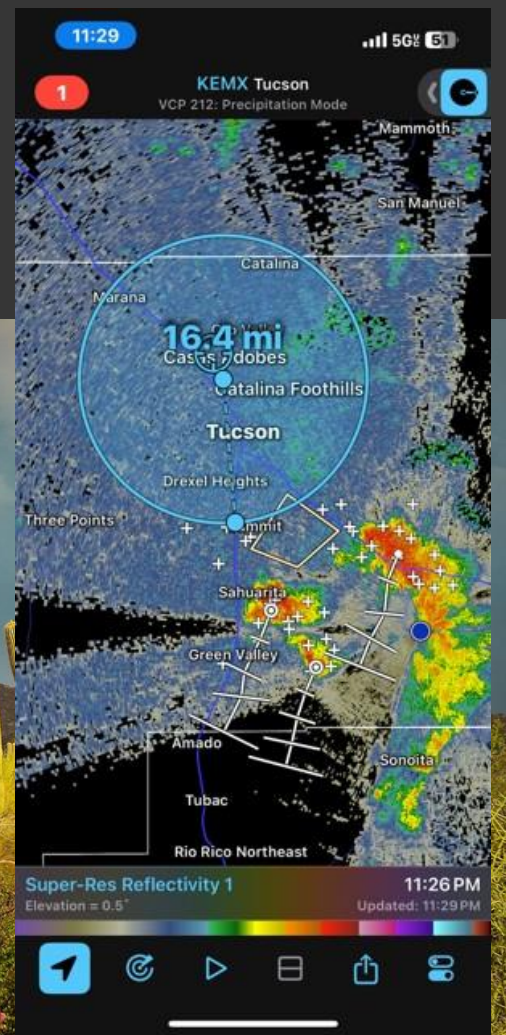 11:29
5G
51
1
KEMX Tucson
VCP 212: Precipitation Mode
Mammoth
San Manuel
Catalina
Marana
16.4 mi
Casas Adobes
Catalina Foothills
Tucson
Drexel Heights
Three Points
Summit
Sahuarita
Green Valley
Amado
Sonoita
Tubac
Rio Rico Northeast
Super-Res Reflectivity 1
11:26 PM
Elevation = 0.5°
Updated: 11:29 PM